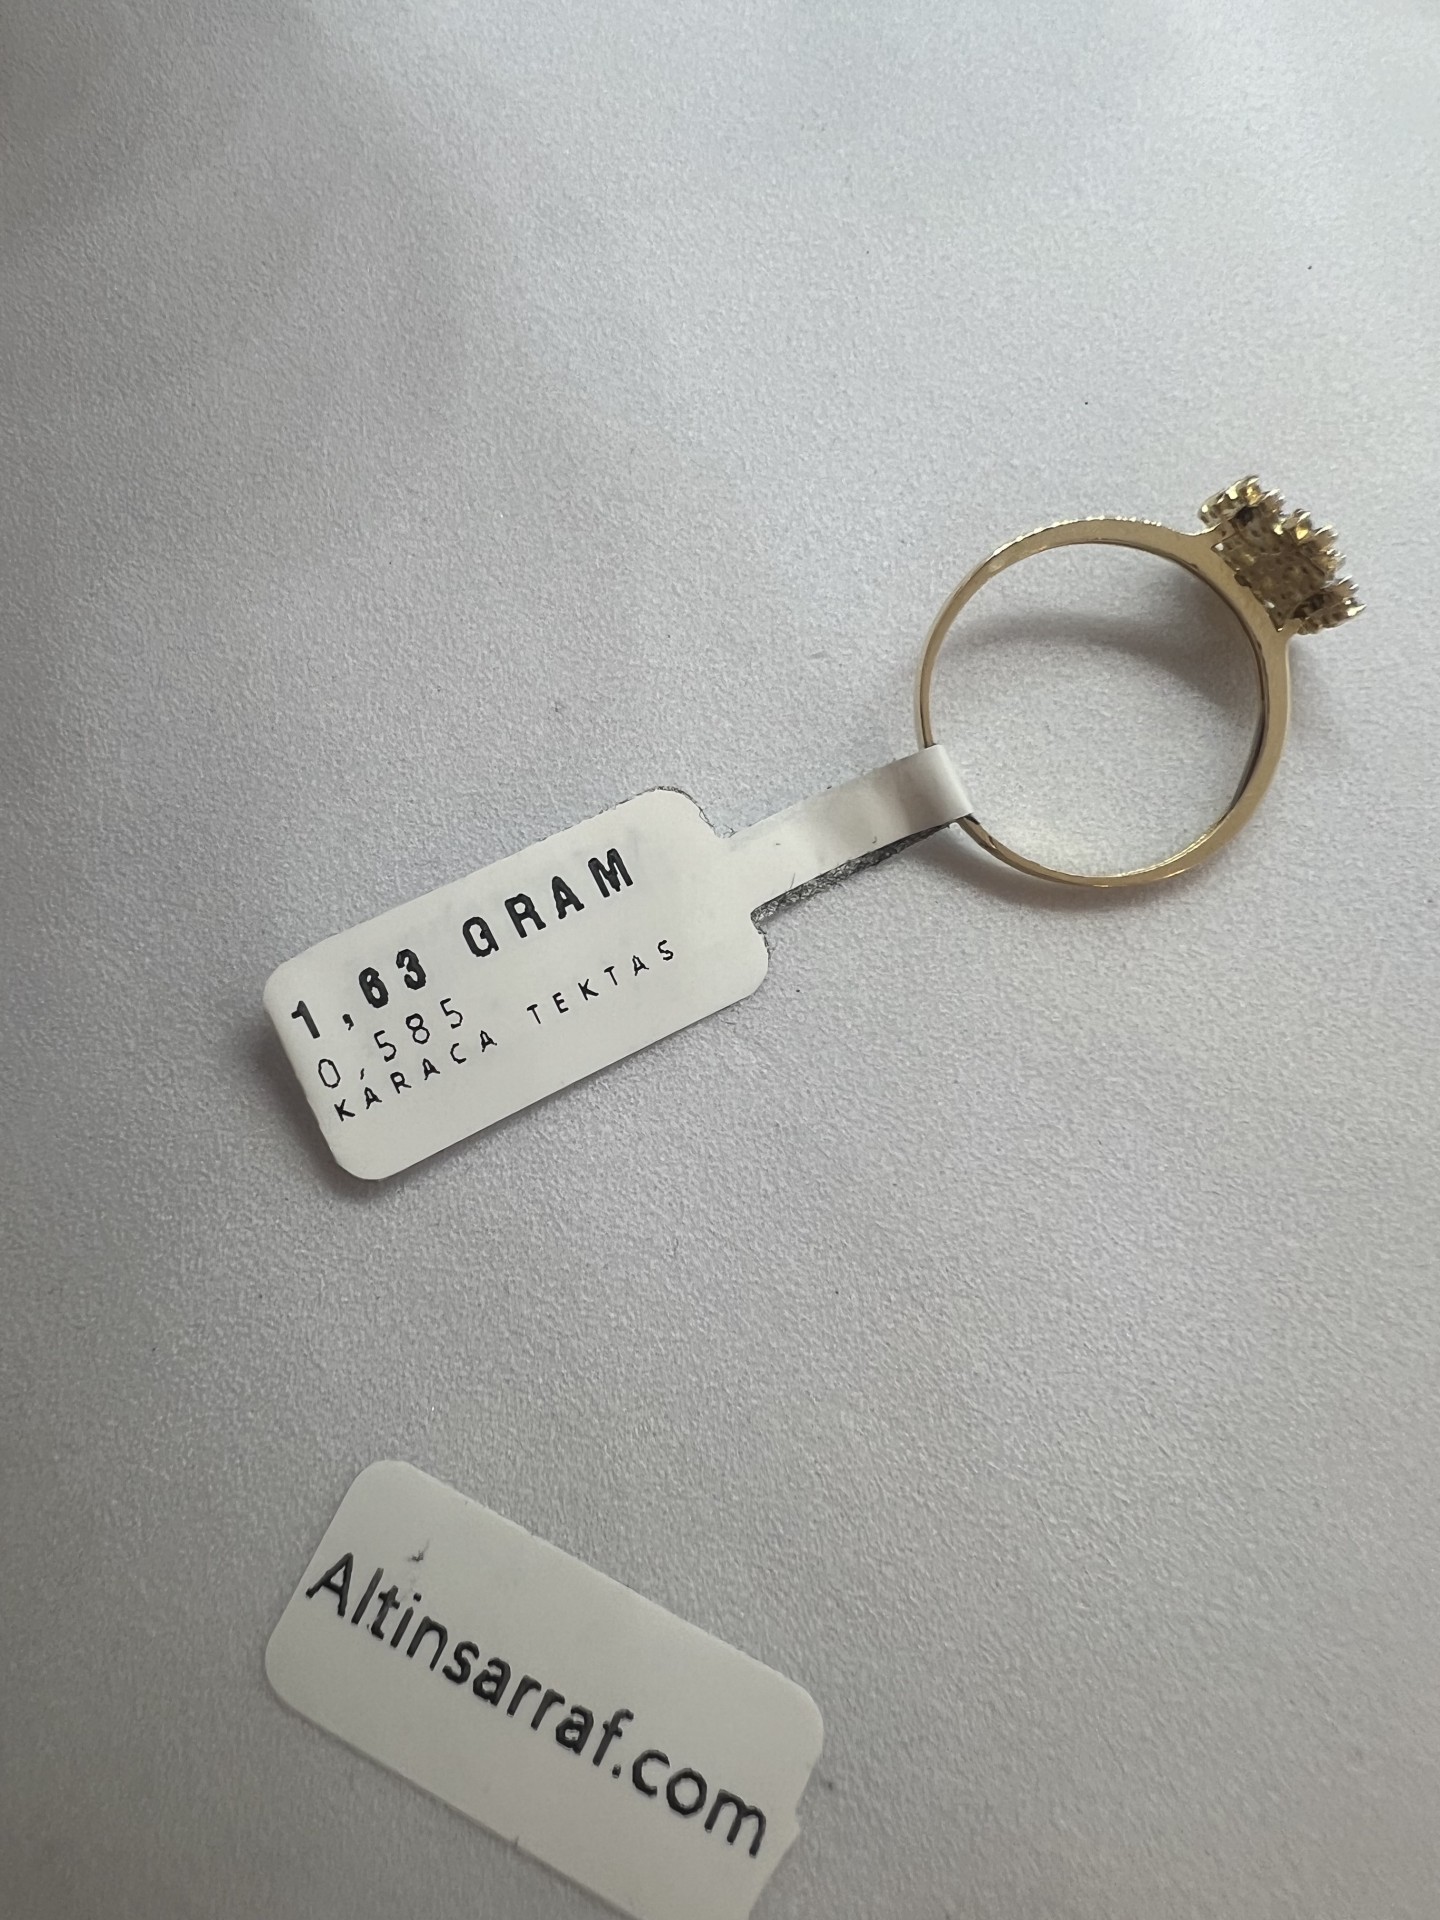 1,63 GRAM
0,585
KARACA TEKTAS
Altinsarraf.com